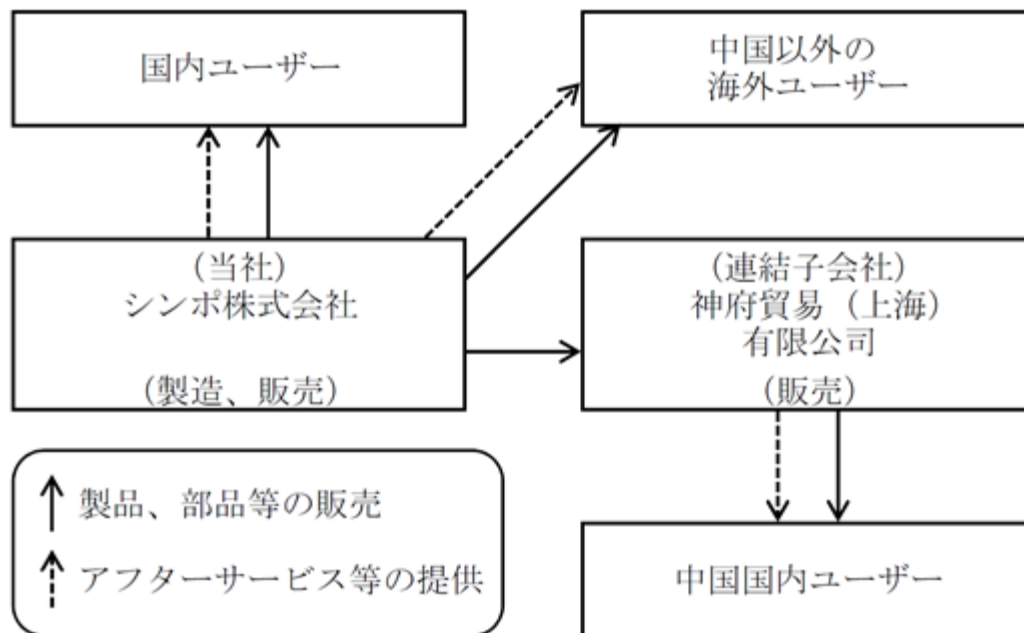 国内ユーザー
中国以外の
海外ユーザー
(当社)
シンポ株式会社
(製造、販売)
(連結子会社)
神府貿易(上海)
有限公司
(販売)
製品、部品等の販売
アフターサービス等の提供
中国国内ユーザー